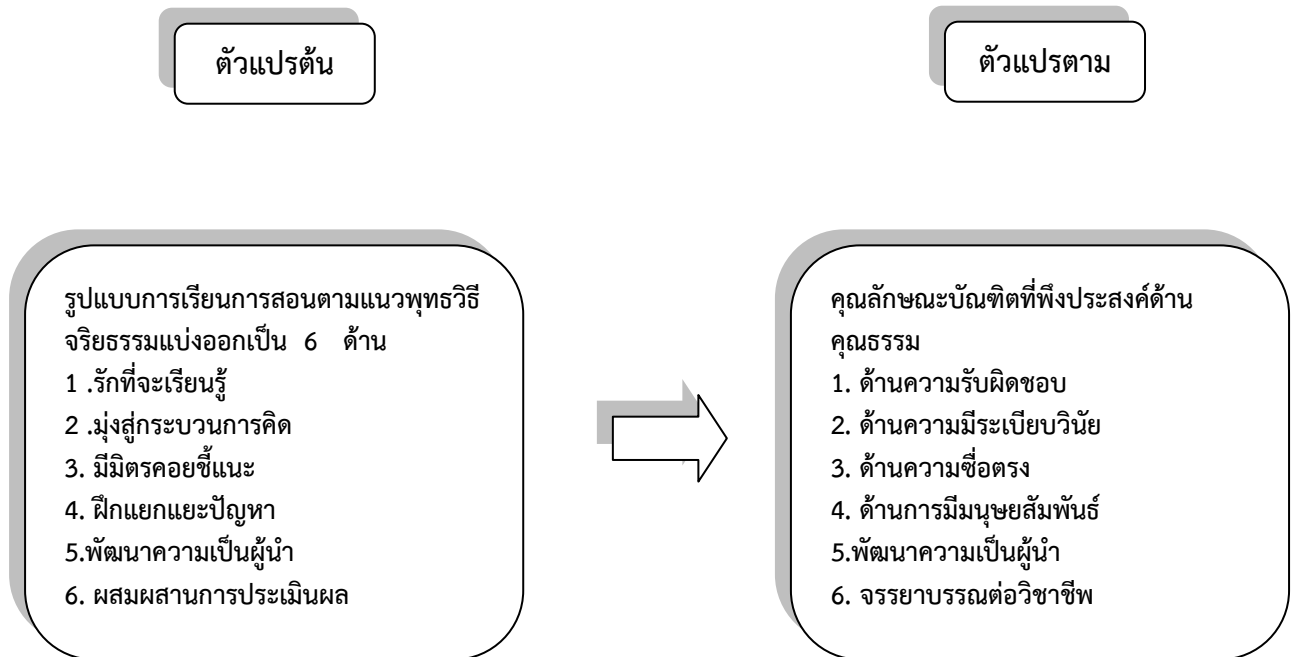 ตัวแปรต้น
ตัวแปรตาม
รูปแบบการเรียนการสอนตามแนวพุทธวิธี
จริยธรรมแบ่งออกเป็น 6 ด้าน
1 .รักที่จะเรียนรู้
2 .มุ่งสู่กระบวนการคิด
3. มีมิตรคอยชี้แนะ
4. ฝึกแยกแยะปัญหา
5.พัฒนาความเป็นผู้นำ
6. ผสมผสานการประเมินผล
คุณลักษณะบัณฑิตที่พึงประสงค์ด้าน
คุณธรรม
1. ด้านความรับผิดชอบ
2. ด้านความมีระเบียบวินัย
3. ด้านความซื่อตรง
4. ด้านการมีมนุษยสัมพันธ์
5.พัฒนาความเป็นผู้นำ
6. จรรยาบรรณต่อวิชาชีพ